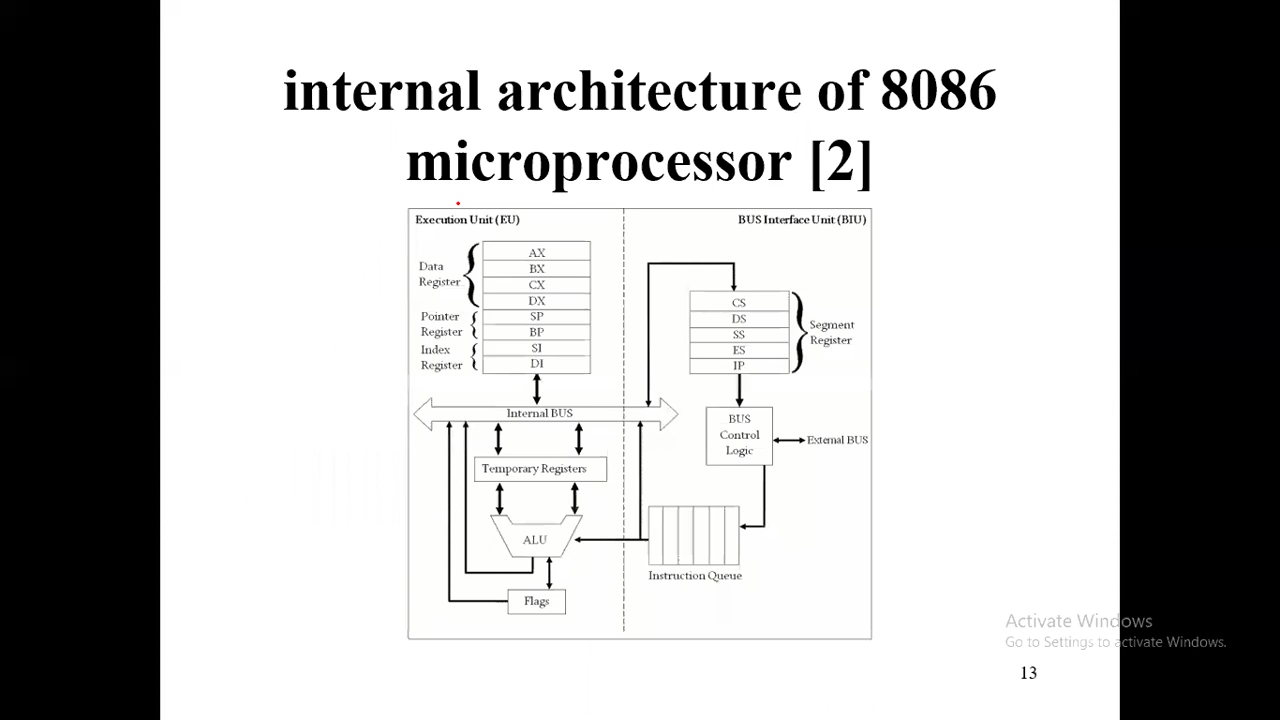 internal architecture of 8086
microprocessor [2]
Execution Unit (EU)
BUS Interface Unit (BIU)
Data
Register
AX
BX
CX
DX
Pointer
Register
SP
BP
Index
Register
SI
DI
CS
DS
SS
ES
IP
Segment
Register
Internal BUS
BUS
Control
Logic
External BUS
Temporary Registers
ALU
Instruction Queue
Flags
Activate Windows
Go to Settings to activate Windows.
13